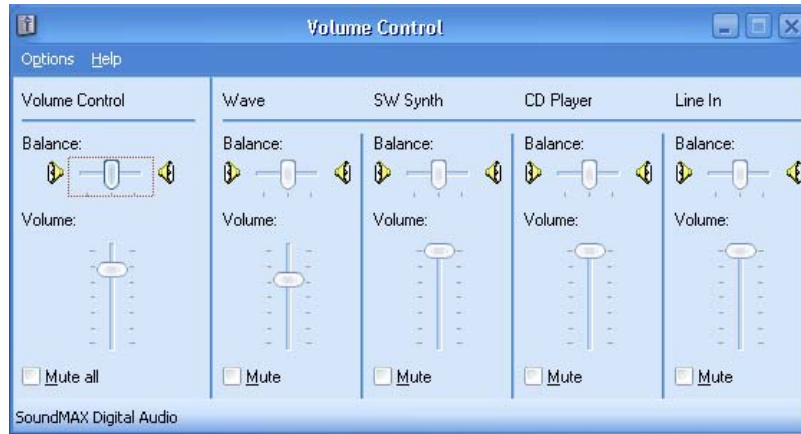 Volume Control
Options Help
Volume Control Wave SW Synth CD Player Line In
Balance: Balance: Balance: Balance: Balance:
Volume: Volume: Volume: Volume: Volume:
Mute all Mute Mute Mute Mute
SoundMAX Digital Audio